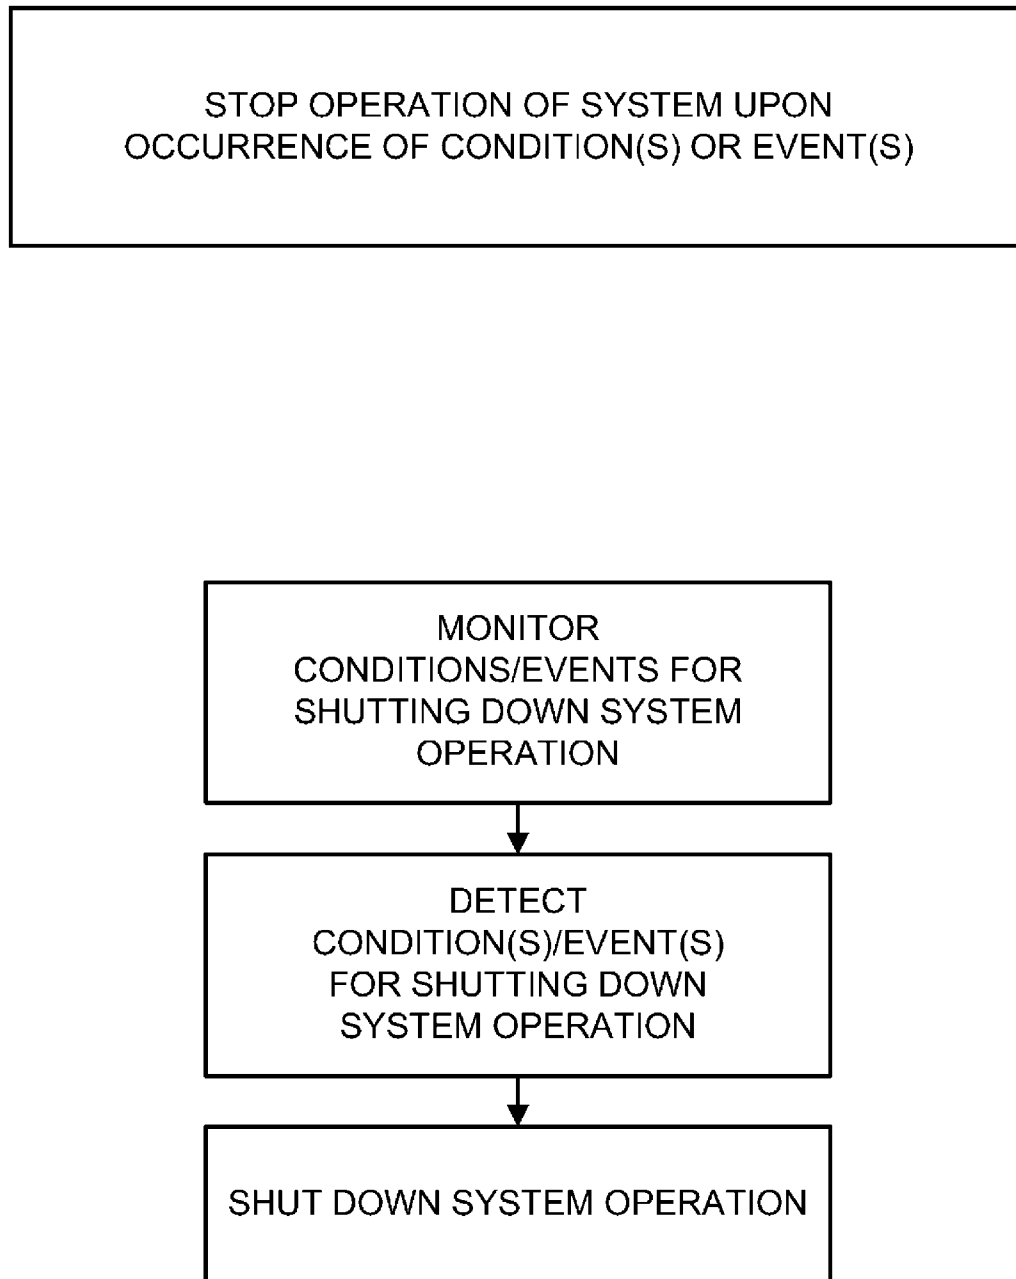 STOP OPERATION OF SYSTEM UPON
OCCURRENCE OF CONDITION(S) OR EVENT(S)
MONITOR
CONDITIONS/EVENTS FOR
SHUTTING DOWN SYSTEM
OPERATION
DETECT
CONDITION(S)/EVENT(S)
FOR SHUTTING DOWN
SYSTEM OPERATION
SHUT DOWN SYSTEM OPERATION